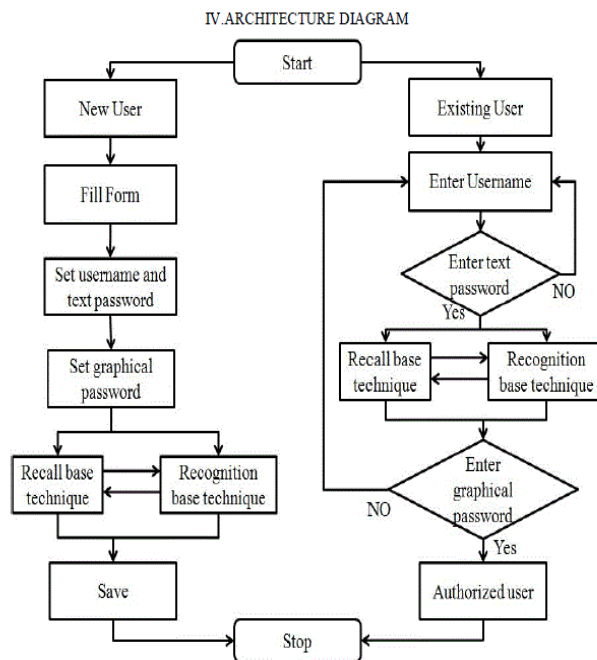 IV.ARCHITECTURE DIAGRAM
Start
New User
Existing User
Fill Form
Enter Username
Set username and
text password
Enter text
password
NO
Yes
Set graphical
password
Recall base
technique
Recognition
base technique
Recall base
technique
Recognition
base technique
Enter
graphical
password
NO
Yes
Save
Authorized user
Stop